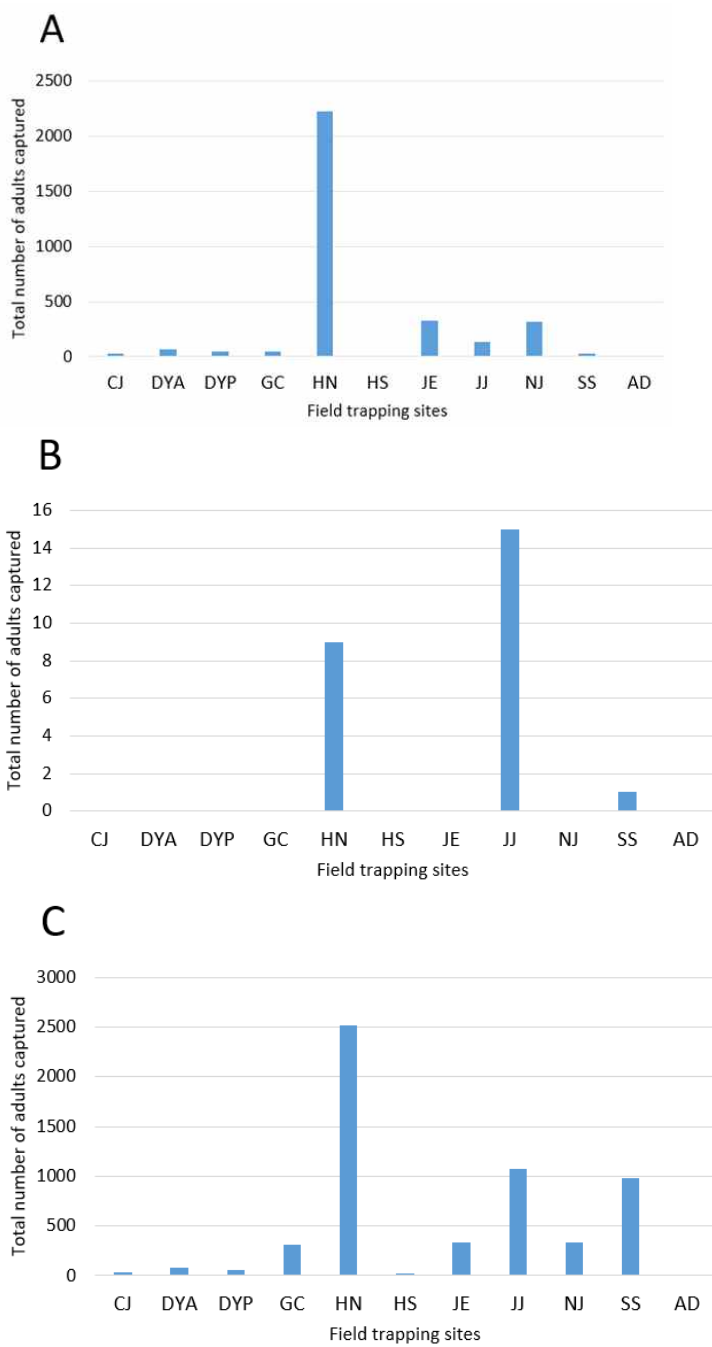 A
Total number of adults captured
2500
2000
1500
1000
500
0
CJ DYA DYP GC HN HS JE JJ NJ SS AD
Field trapping sites
B
Total number of adults captured
16
14
12
10
8
6
4
2
0
CJ DYA DYP GC HN HS JE JJ NJ SS AD
Field trapping sites
C
Total number of adults captured
3000
2500
2000
1500
1000
500
0
CJ DYA DYP GC HN HS JE JJ NJ SS AD
Field trapping sites